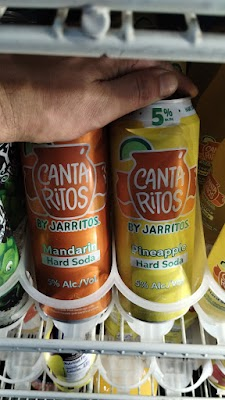 5%
CANTA
RITOS
BY JARRITOS
Mandarin
Hard Soda
5% Alc/Vol
CANTA
RITOS
BY JARRITOS
Pineapple
Hard Soda
5% Alc/Vol